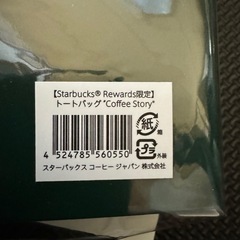 【Starbucks® Rewards限定】
トートバッグ"Coffee Story"
紙
箱
4 524785 560550
プラ
外装
スターバックス コーヒー ジャパン 株式会社